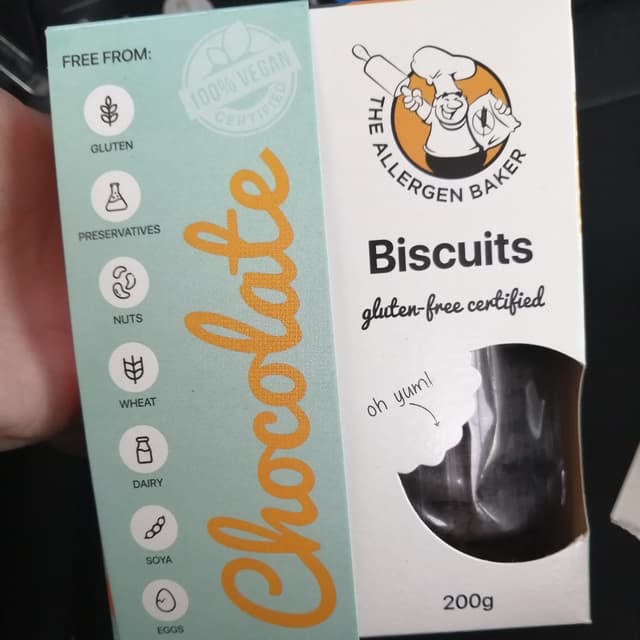 FREE FROM:
GLUTEN
PRESERVATIVES
NUTS
WHEAT
DAIRY
SOYA
EGGS
100% VEGAN
CERTIFIED
Chocolate
THE ALLERGEN BAKER
Biscuits
gluten-free certified
oh yum!
200g